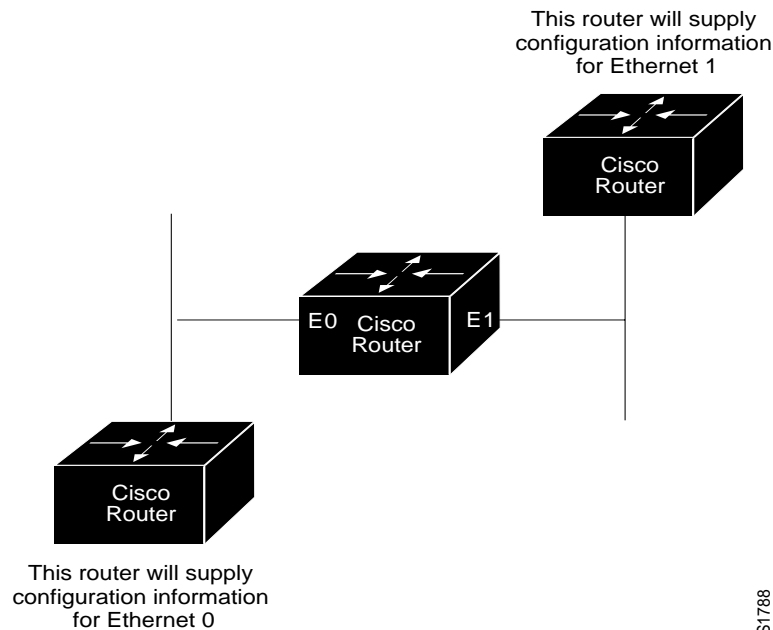 This router will supply
configuration information
for Ethernet 1
Cisco
Router
E0
Cisco
Router
E1
Cisco
Router
This router will supply
configuration information
for Ethernet 0
S1788